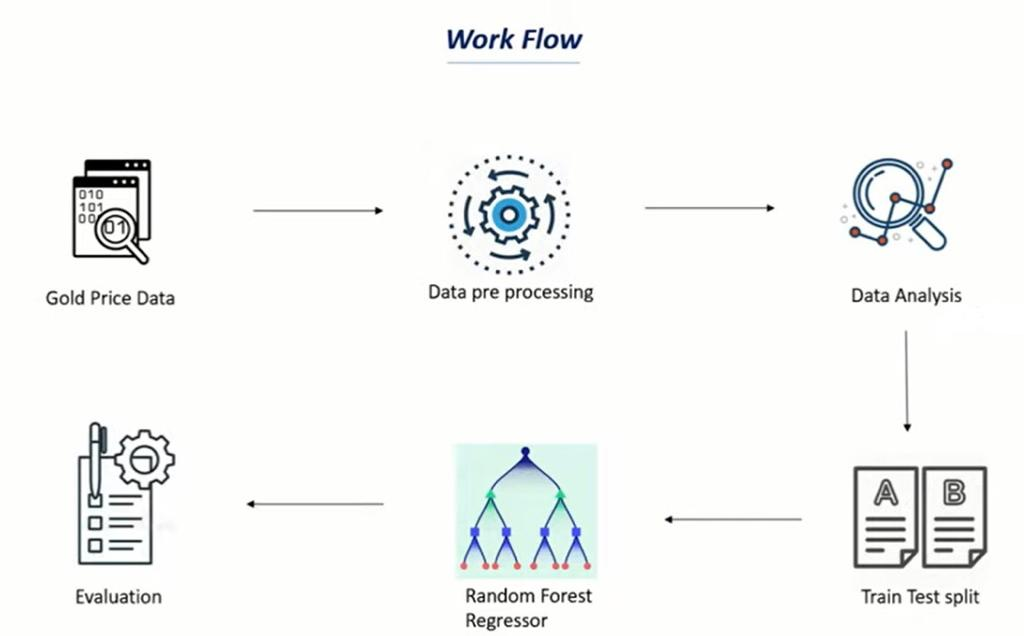 Work Flow
010
101
00
01
Gold Price Data
Data pre processing
Data Analysis
A B
Train Test split
Random Forest
Regressor
Evaluation